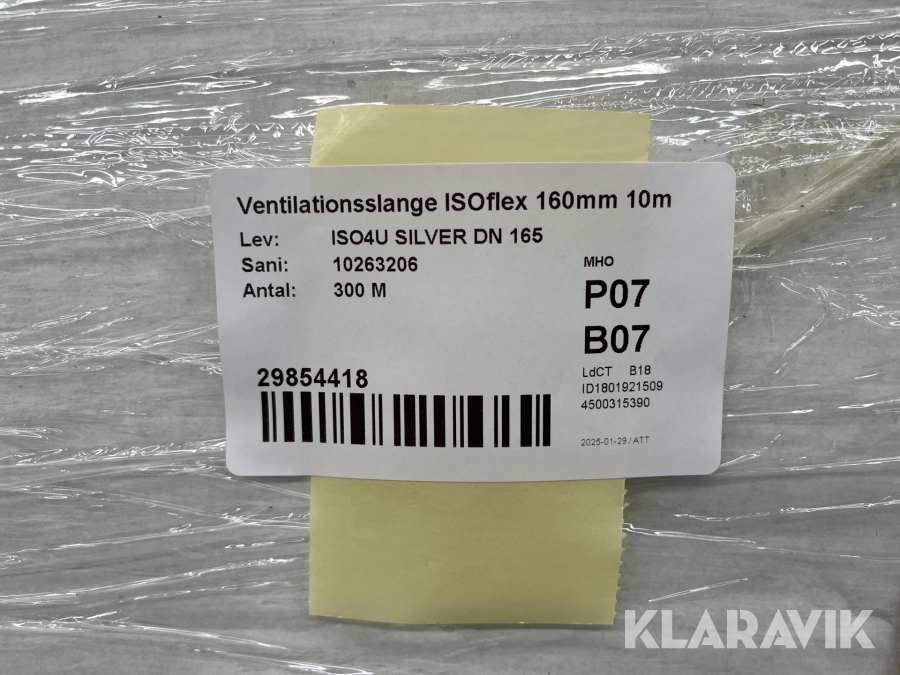 Ventilationsslange ISOflex 160mm 10m
Lev: ISO4U SILVER DN 165
Sani: 10263206
Antal: 300 M
MHO
P07
B07
LdCT B18
ID1801921509
4500315390
29854418
2025-01-29 / ATT
KLARAVIK